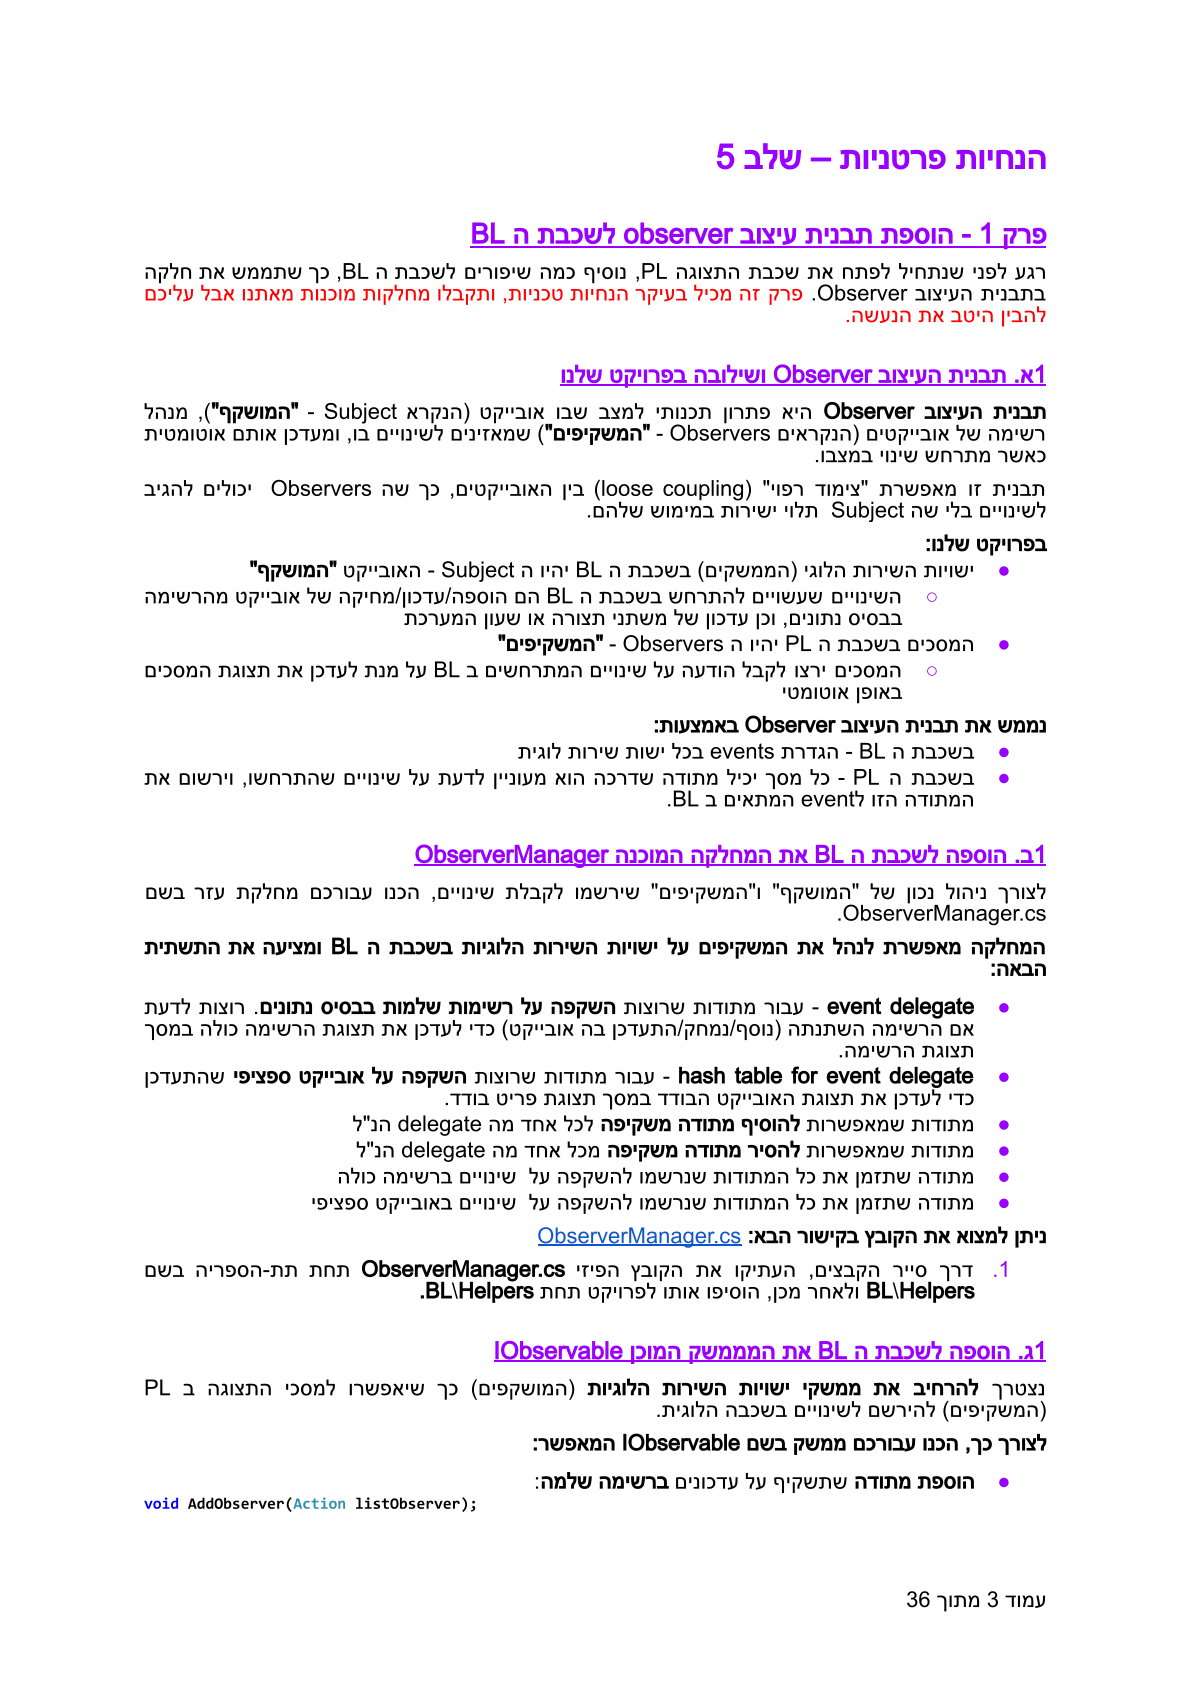 הנחיות פרטניות – שלב 5
פרק 1 - הוספת תבנית עיצוב observer לשכבת ה BL
רגע לפני שנתחיל לפתח את שכבת התצוגה PL, נוסיף כמה שיפורים לשכבת ה BL, כך שתממש את חלקה
בתבנית העיצוב Observer. פרק זה מכיל בעיקר הנחיות טכניות, ותקבלו מחלקות מוכנות מאתנו אבל עליכם
להבין היטב את הנעשה.
1א. תבנית העיצוב Observer ושילובה בפרויקט שלנו
תבנית העיצוב Observer היא פתרון תכנותי למצב שבו אובייקט (הנקרא Subject - "המושקף"), מנהל
רשימה של אובייקטים (הנקראים Observers - "המשקיפים") שמאזינים לשינויים בו, ומעדכן אותם אוטומטית
כאשר מתרחש שינוי במצבו.
תבנית זו מאפשרת "צימוד רפוי" (loose coupling) בין האובייקטים, כך שה Observers יכולים להגיב
לשינויים בלי שה Subject תלוי ישירות במימוש שלהם.
בפרויקט שלנו:
● ישויות השירות הלוגי (הממשקים) בשכבת ה BL יהיו ה Subject - האובייקט "המושקף"
○ השינויים שעשויים להתרחש בשכבת ה BL הם הוספה/עדכון/מחיקה של אובייקט מהרשימה
בבסיס נתונים, וכן עדכון של משתני תצורה או שעון המערכת
● המסכים בשכבת ה PL יהיו ה Observers - "המשקיפים"
○ המסכים ירצו לקבל הודעה על שינויים המתרחשים ב BL על מנת לעדכן את תצוגת המסכים
באופן אוטומטי
נממש את תבנית העיצוב Observer באמצעות:
● בשכבת ה BL - הגדרת events בכל ישות שירות לוגית
● בשכבת ה PL - כל מסך יכיל מתודה שדרכה הוא מעוניין לדעת על שינויים שהתרחשו, וירשום את
המתודה הזו לevent המתאים ב BL.
1ב. הוספה לשכבת ה BL את המחלקה המוכנה ObserverManager
לצורך ניהול נכון של "המושקף" ו"המשקיפים" שירשמו לקבלת שינויים, הכנו עבורכם מחלקת עזר בשם
ObserverManager.cs.
המחלקה מאפשרת לנהל את המשקיפים על ישויות השירות הלוגיות בשכבת ה BL ומציעה את התשתית
הבאה:
● event delegate - עבור מתודות שרוצות השקפה על רשימות שלמות בבסיס נתונים. רוצות לדעת
אם הרשימה השתנתה (נוסף/נמחק/התעדכן בה אובייקט) כדי לעדכן את תצוגת הרשימה כולה במסך
תצוגת הרשימה.
● hash table for event delegate - עבור מתודות שרוצות השקפה על אובייקט ספציפי שהתעדכן
כדי לעדכן את תצוגת האובייקט הבודד במסך תצוגת פריט בודד.
● מתודות שמאפשרות להוסיף מתודה משקיפה לכל אחד מה delegate הנ"ל
● מתודות שמאפשרות להסיר מתודה משקיפה מכל אחד מה delegate הנ"ל
● מתודה שתזמן את כל המתודות שנרשמו להשקפה על שינויים ברשימה כולה
● מתודה שתזמן את כל המתודות שנרשמו להשקפה על שינויים באובייקט ספציפי
ניתן למצוא את הקובץ בקישור הבא: ObserverManager.cs
1. דרך סייר הקבצים, העתיקו את הקובץ הפיזי ObserverManager.cs תחת תת-הספריה בשם
BL\Helpers ולאחר מכן, הוסיפו אותו לפרויקט תחת BL\Helpers.
1ג. הוספה לשכבת ה BL את המממשק המוכן IObservable
נצטרך להרחיב את ממשקי ישויות השירות הלוגיות (המושקפים) כך שיאפשרו למסכי התצוגה ב PL
(המשקיפים) להירשם לשינויים בשכבה הלוגית.
לצורך כך, הכנו עבורכם ממשק בשם IObservable המאפשר:
● הוספת מתודה שתשקיף על עדכונים ברשימה שלמה:
void AddObserver(Action listObserver);
עמוד 3 מתוך 36